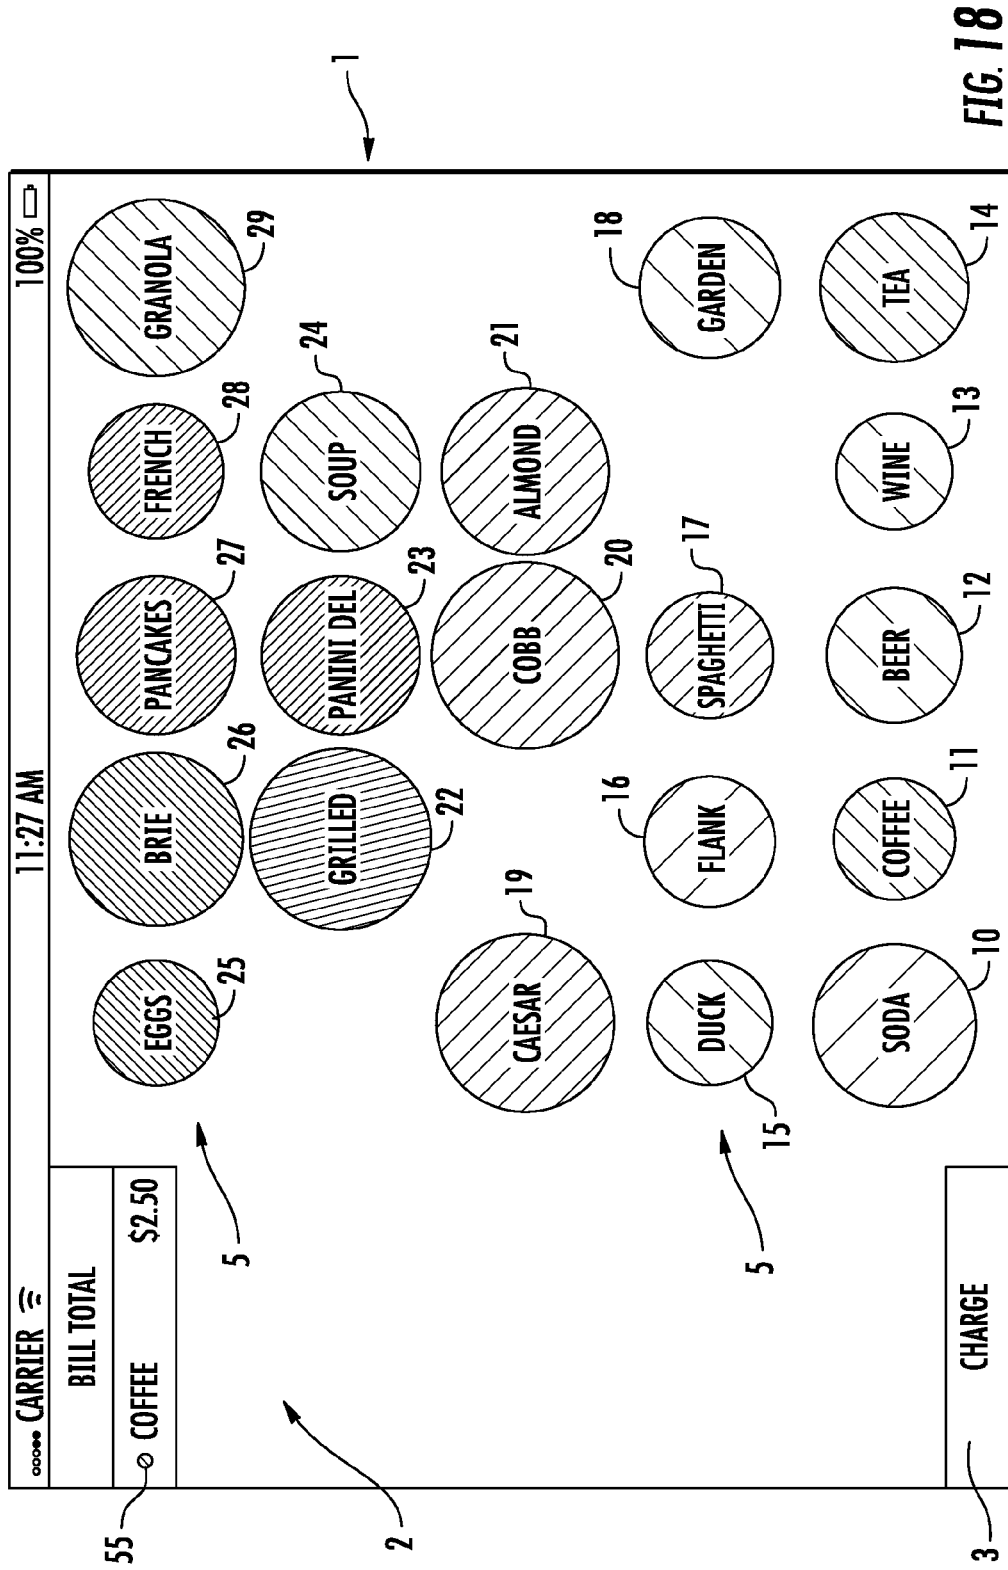 CARRIER 11:27 AM 100%
BILL TOTAL
COFFEE $2.50
55
2
5
5
CHARGE
3
1
EGGS
25
BRIE
26
PANCAKES
27
FRENCH
28
GRANOLA
29
GRILLED
22
PANINI DEL
23
SOUP
24
CAESAR
19
COBB
20
ALMOND
21
DUCK
15
FLANK
16
SPAGHETTI
17
GARDEN
18
SODA
10
COFFEE
11
BEER
12
WINE
13
TEA
14
FIG. 18